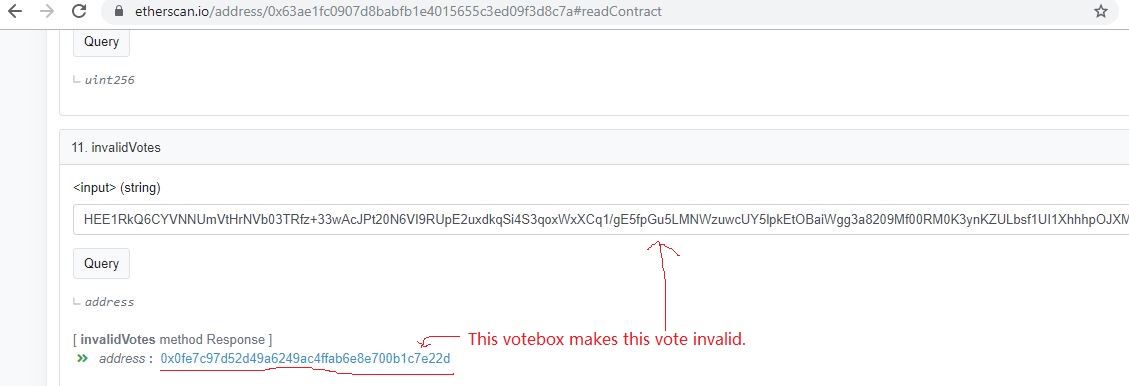 etherscan.io/address/0x63ae1fc0907d8babfb1e4015655c3ed09f3d8c7a#readContract
Query
uint256
11. invalidVotes
<input> (string)
HEE1RkQ6CYVNNUmVtHrNVb03TRfz+33wAcJPt20N6VI9RUpE2uxdkqSi4S3qoxWxXCq1/gE5fpGu5LMNWzuwcUY5IpkEtOBaiWgg3a8209Mf00RM0K3ynKZULbsf1UI1XhhhpOJXM
Query
address
[ invalidVotes method Response ]
This votebox makes this vote invalid.
address : 0x0fe7c97d52d49a6249ac4ffab6e8e700b1c7e22d